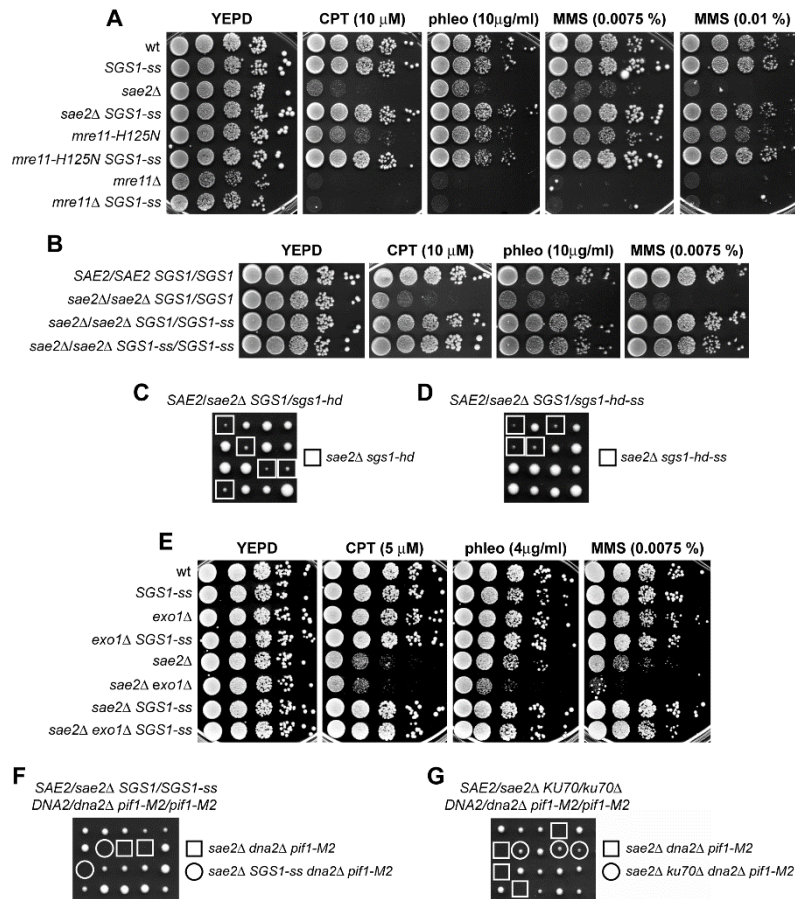 A
YEPD CPT (10 μM) phleo (10μg/ml) MMS (0.0075 %) MMS (0.01 %)
wt
SGS1-ss
sae2Δ
sae2Δ SGS1-ss
mre11-H125N
mre11-H125N SGS1-ss
mre11Δ
mre11Δ SGS1-ss
B
YEPD CPT (10 μM) phleo (10μg/ml) MMS (0.0075 %)
SAE2/SAE2 SGS1/SGS1
sae2Δ/sae2Δ SGS1/SGS1
sae2Δ/sae2Δ SGS1/SGS1-ss
sae2Δ/sae2Δ SGS1-ss/SGS1-ss
C
SAE2/sae2Δ SGS1/sgs1-hd
sae2Δ sgs1-hd
D
SAE2/sae2Δ SGS1/sgs1-hd-ss
sae2Δ sgs1-hd-ss
E
YEPD CPT (5 μM) phleo (4μg/ml) MMS (0.0075 %)
wt
SGS1-ss
exo1Δ
exo1Δ SGS1-ss
sae2Δ
sae2Δ exo1Δ
sae2Δ SGS1-ss
sae2Δ exo1Δ SGS1-ss
F
SAE2/sae2Δ SGS1/SGS1-ss
DNA2/dna2Δ pif1-M2/pif1-M2
sae2Δ dna2Δ pif1-M2
sae2Δ SGS1-ss dna2Δ pif1-M2
G
SAE2/sae2Δ KU70/ku70Δ
DNA2/dna2Δ pif1-M2/pif1-M2
sae2Δ dna2Δ pif1-M2
sae2Δ ku70Δ dna2Δ pif1-M2